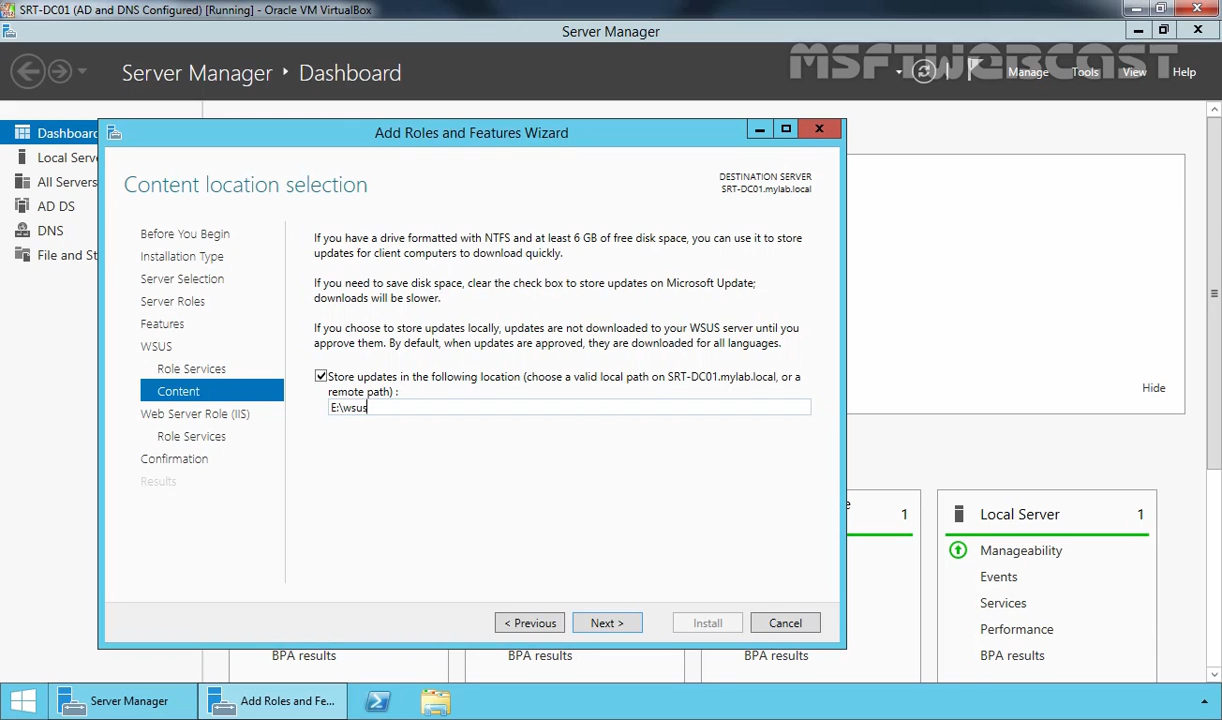 SRT-DC01 (AD and DNS Configured) [Running] - Oracle VM VirtualBox
Server Manager
Server Manager ‣ Dashboard
MSFTWEBCAST
Manage
Tools
View
Help
Dashboard
Local Serve
All Servers
AD DS
DNS
File and St
Add Roles and Features Wizard
Content location selection
DESTINATION SERVER
SRT-DC01.mylab.local
Before You Begin
Installation Type
Server Selection
Server Roles
Features
WSUS
Role Services
Content
Web Server Role (IIS)
Role Services
Confirmation
Results
If you have a drive formatted with NTFS and at least 6 GB of free disk space, you can use it to store
updates for client computers to download quickly.
If you need to save disk space, clear the check box to store updates on Microsoft Update;
downloads will be slower.
If you choose to store updates locally, updates are not downloaded to your WSUS server until you
approve them. By default, when updates are approved, they are downloaded for all languages.
Store updates in the following location (choose a valid local path on SRT-DC01.mylab.local, or a
remote path) :
E:\wsus
< Previous
Next >
Install
Cancel
Hide
e
1
Local Server
1
Manageability
Events
Services
Performance
BPA results
BPA results
BPA results
BPA results
Server Manager
Add Roles and Fe...